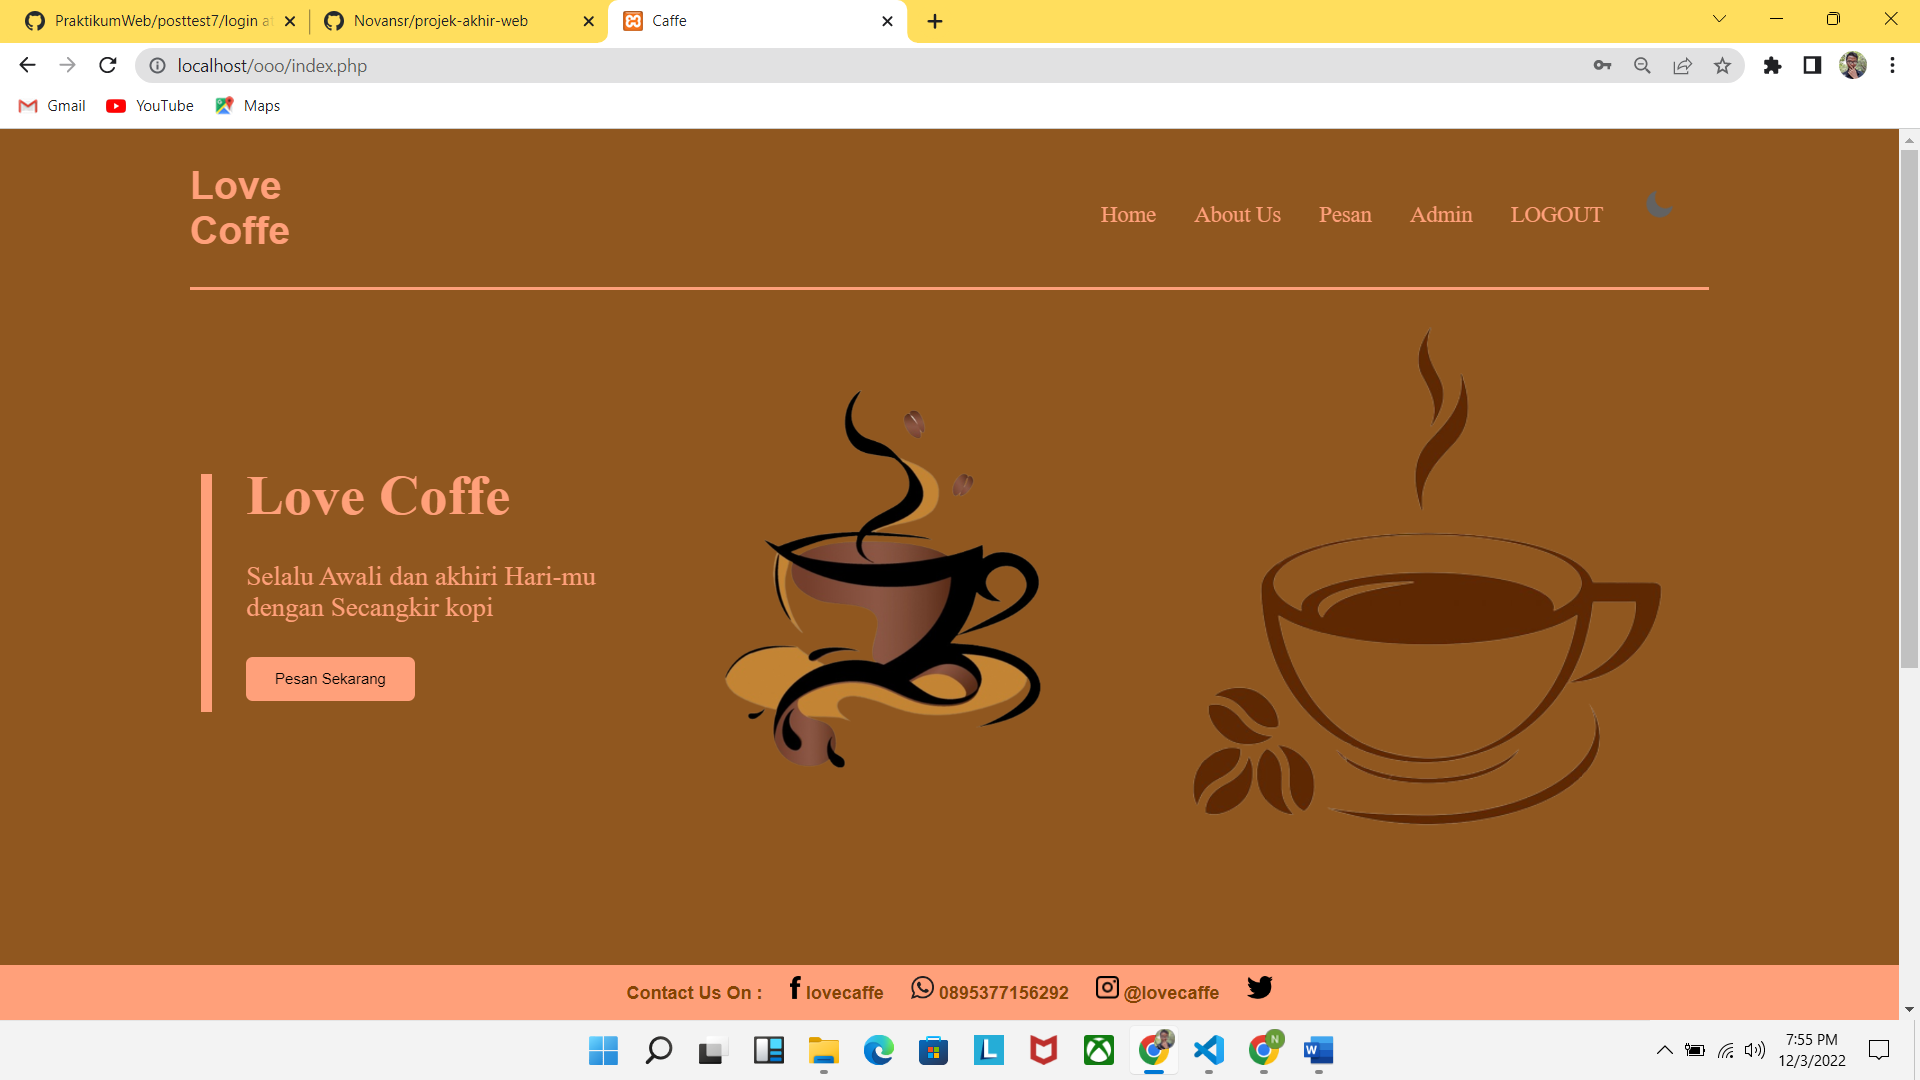 PraktikumWeb/posttest7/login at
Novansr/projek-akhir-web
Caffe
localhost/ooo/index.php
Gmail
YouTube
Maps
Love
Coffe
Home
About Us
Pesan
Admin
LOGOUT
Love Coffe
Selalu Awali dan akhiri Hari-mu
dengan Secangkir kopi
Pesan Sekarang
Contact Us On :
lovecaffe
0895377156292
@lovecaffe
L
N
W
7:55 PM
12/3/2022